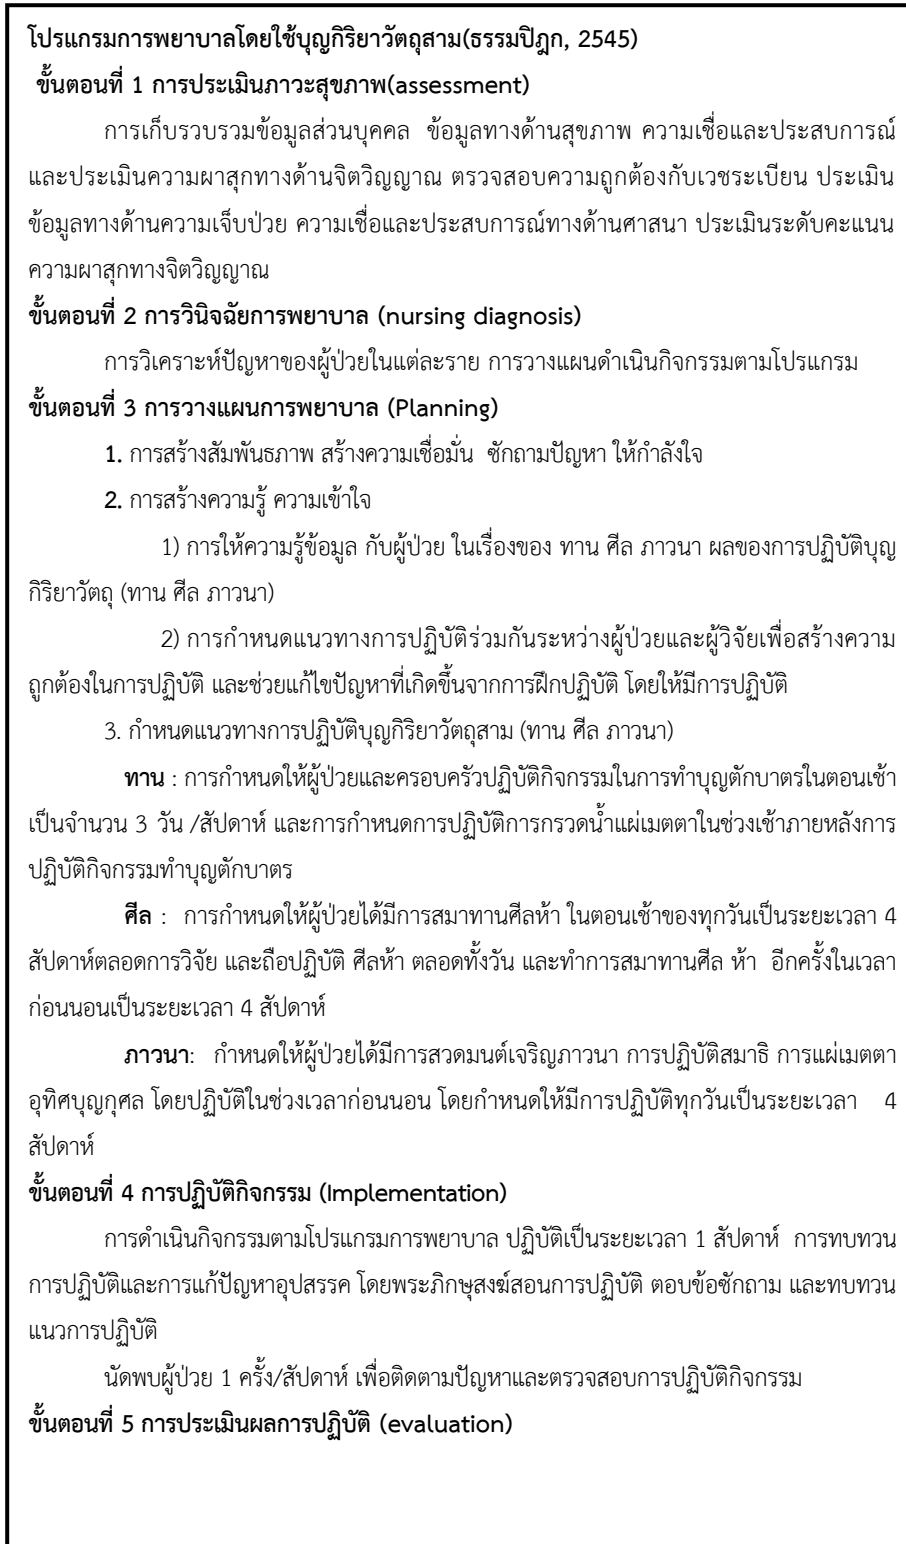 โปรแกรมการพยาบาลโดยใช้บุญกิริยาวัตถุสาม(ธรรมปิฎก, 2545)
ขั้นตอนที่ 1 การประเมินภาวะสุขภาพ(assessment)
การเก็บรวบรวมข้อมูลส่วนบุคคล ข้อมูลทางด้านสุขภาพ ความเชื่อและประสบการณ์
และประเมินความผาสุกทางด้านจิตวิญญาณ ตรวจสอบความถูกต้องกับเวชระเบียน ประเมิน
ข้อมูลทางด้านความเจ็บป่วย ความเชื่อและประสบการณ์ทางด้านศาสนา ประเมินระดับคะแนน
ความผาสุกทางจิตวิญญาณ
ขั้นตอนที่ 2 การวินิจฉัยการพยาบาล (nursing diagnosis)
การวิเคราะห์ปัญหาของผู้ป่วยในแต่ละราย การวางแผนดำเนินกิจกรรมตามโปรแกรม
ขั้นตอนที่ 3 การวางแผนการพยาบาล (Planning)
1. การสร้างสัมพันธภาพ สร้างความเชื่อมั่น ซักถามปัญหา ให้กำลังใจ
2. การสร้างความรู้ ความเข้าใจ
1) การให้ความรู้ข้อมูล กับผู้ป่วย ในเรื่องของ ทาน ศีล ภาวนา ผลของการปฏิบัติบุญ
กิริยาวัตถุ (ทาน ศีล ภาวนา)
2) การกำหนดแนวทางการปฏิบัติร่วมกันระหว่างผู้ป่วยและผู้วิจัยเพื่อสร้างความ
ถูกต้องในการปฏิบัติ และช่วยแก้ไขปัญหาที่เกิดขึ้นจากการฝึกปฏิบัติ โดยให้มีการปฏิบัติ
3. กำหนดแนวทางการปฏิบัติบุญกิริยาวัตถุสาม (ทาน ศีล ภาวนา)
ทาน : การกำหนดให้ผู้ป่วยและครอบครัวปฏิบัติกิจกรรมในการทำบุญตักบาตรในตอนเช้า
เป็นจำนวน 3 วัน /สัปดาห์ และการกำหนดการปฏิบัติการกรวดน้ำแผ่เมตตาในช่วงเช้าภายหลังการ
ปฏิบัติกิจกรรมทำบุญตักบาตร
ศีล : การกำหนดให้ผู้ป่วยได้มีการสมาทานศีลห้า ในตอนเช้าของทุกวันเป็นระยะเวลา 4
สัปดาห์ตลอดการวิจัย และถือปฏิบัติ ศีลห้า ตลอดทั้งวัน และทำการสมาทานศีล ห้า อีกครั้งในเวลา
ก่อนนอนเป็นระยะเวลา 4 สัปดาห์
ภาวนา: กำหนดให้ผู้ป่วยได้มีการสวดมนต์เจริญภาวนา การปฏิบัติสมาธิ การแผ่เมตตา
อุทิศบุญกุศล โดยปฏิบัติในช่วงเวลาก่อนนอน โดยกำหนดให้มีการปฏิบัติทุกวันเป็นระยะเวลา 4
สัปดาห์
ขั้นตอนที่ 4 การปฏิบัติกิจกรรม (Implementation)
การดำเนินกิจกรรมตามโปรแกรมการพยาบาล ปฏิบัติเป็นระยะเวลา 1 สัปดาห์ การทบทวน
การปฏิบัติและการแก้ปัญหาอุปสรรค โดยพระภิกษุสงฆ์สอนการปฏิบัติ ตอบข้อซักถาม และทบทวน
แนวการปฏิบัติ
นัดพบผู้ป่วย 1 ครั้ง/สัปดาห์ เพื่อติดตามปัญหาและตรวจสอบการปฏิบัติกิจกรรม
ขั้นตอนที่ 5 การประเมินผลการปฏิบัติ (evaluation)